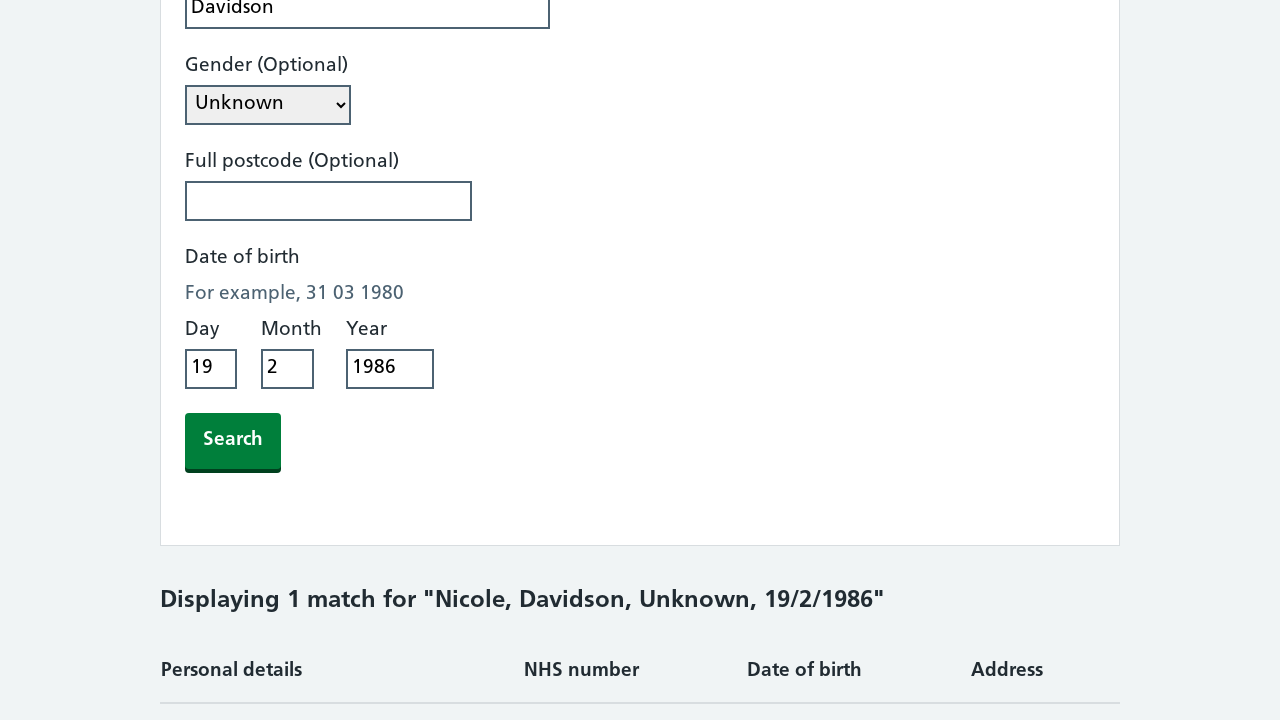 Davidson
Gender (Optional)
Unknown
Full postcode (Optional)
Date of birth
For example, 31 03 1980
Day Month Year
19 2 1986
Search
Displaying 1 match for "Nicole, Davidson, Unknown, 19/2/1986"
Personal details NHS number Date of birth Address